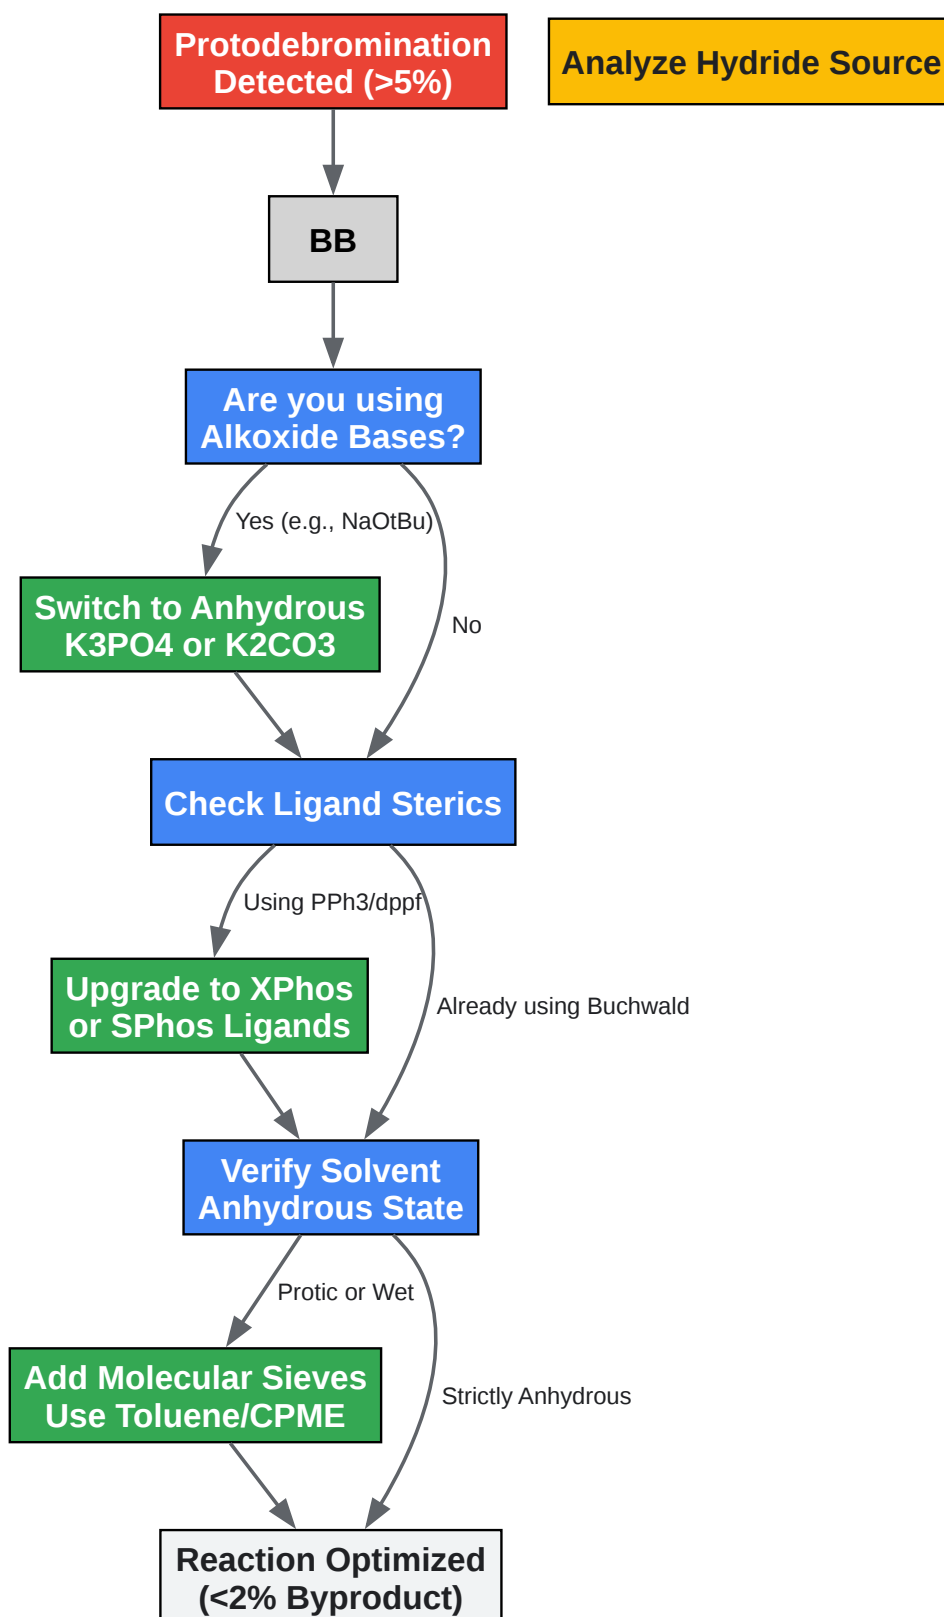 Protodebromination
Detected (>5%)
Analyze Hydride Source
BB
Are you using
Alkoxide Bases?
Yes (e.g., NaOtBu)
Switch to Anhydrous
K3PO4 or K2CO3
No
Check Ligand Sterics
Using PPh3/dppf
Upgrade to XPhos
or SPhos Ligands
Already using Buchwald
Verify Solvent
Anhydrous State
Protic or Wet
Add Molecular Sieves
Use Toluene/CPME
Strictly Anhydrous
Reaction Optimized
(<2% Byproduct)